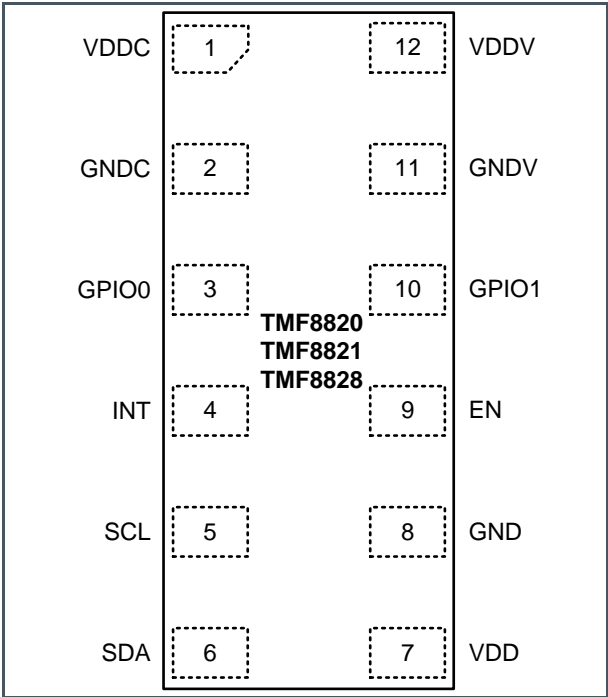 VDDC 1 12 VDDV
GNDC 2 11 GNDV
GPIO0 3 10 GPIO1
TMF8820
TMF8821
TMF8828
INT 4 9 EN
SCL 5 8 GND
SDA 6 7 VDD